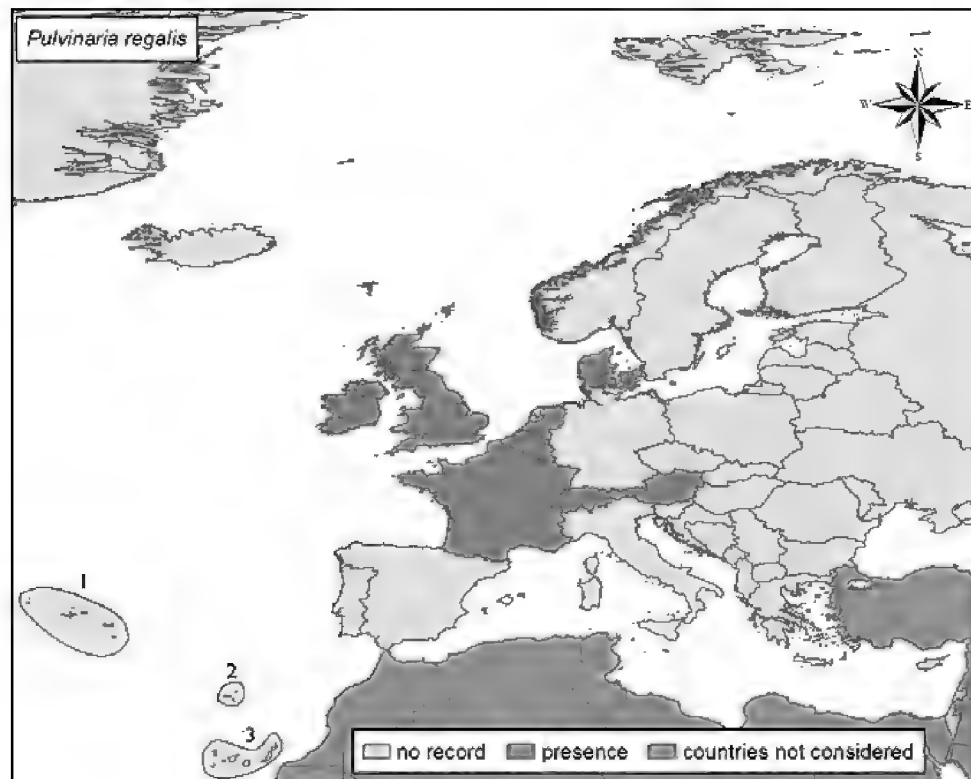 Pulvinaria regalis
N
W E
S
1
2
3
no record presence countries not considered